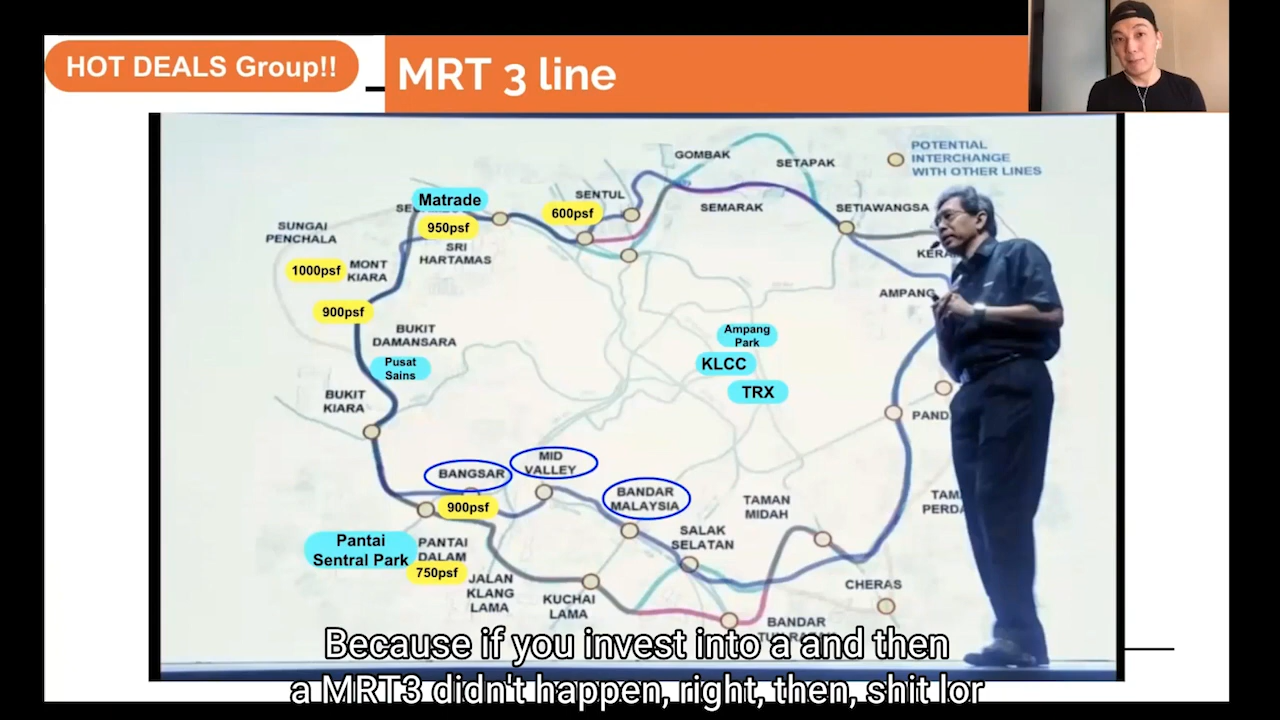 HOT DEALS Group!!
MRT 3 line
POTENTIAL
INTERCHANGE
WITH OTHER LINES
GOMBAK
SETAPAK
SENTUL
Matrade
600psf
SEMARAK
SETIAWANGSA
950psf
SUNGAI
PENCHALA
SRI
HARTAMAS
1000psf
MONT
KIARA
AMPANG
900psf
BUKIT
DAMANSARA
Ampang
Park
Pusat
Sains
KLCC
TRX
BUKIT
KIARA
BANGSAR
MID
VALLEY
BANDAR
MALAYSIA
TAMAN
MIDAH
900psf
SALAK
SELATAN
Pantai
Sentral Park
PANTAI
DALAM
750psf
JALAN
KLANG
LAMA
KUCHAI
LAMA
CHERAS
BANDAR
Because if you invest into a and then
a MRT3 didn't happen, right, then, shit lor